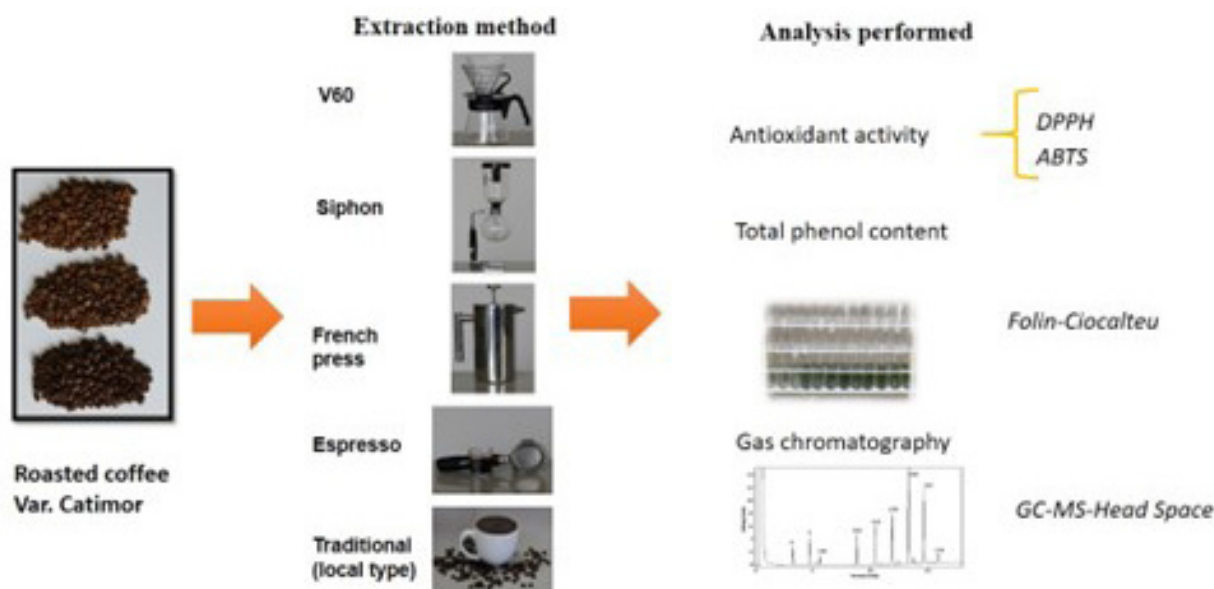 Extraction method
Analysis performed
V60
Siphon
French
press
Espresso
Traditional
(local type)
Roasted coffee
Var. Catimor
Antioxidant activity
DPPH
ABTS
Total phenol content
Folin-Ciocalteu
Gas chromatography
GC-MS-Head Space